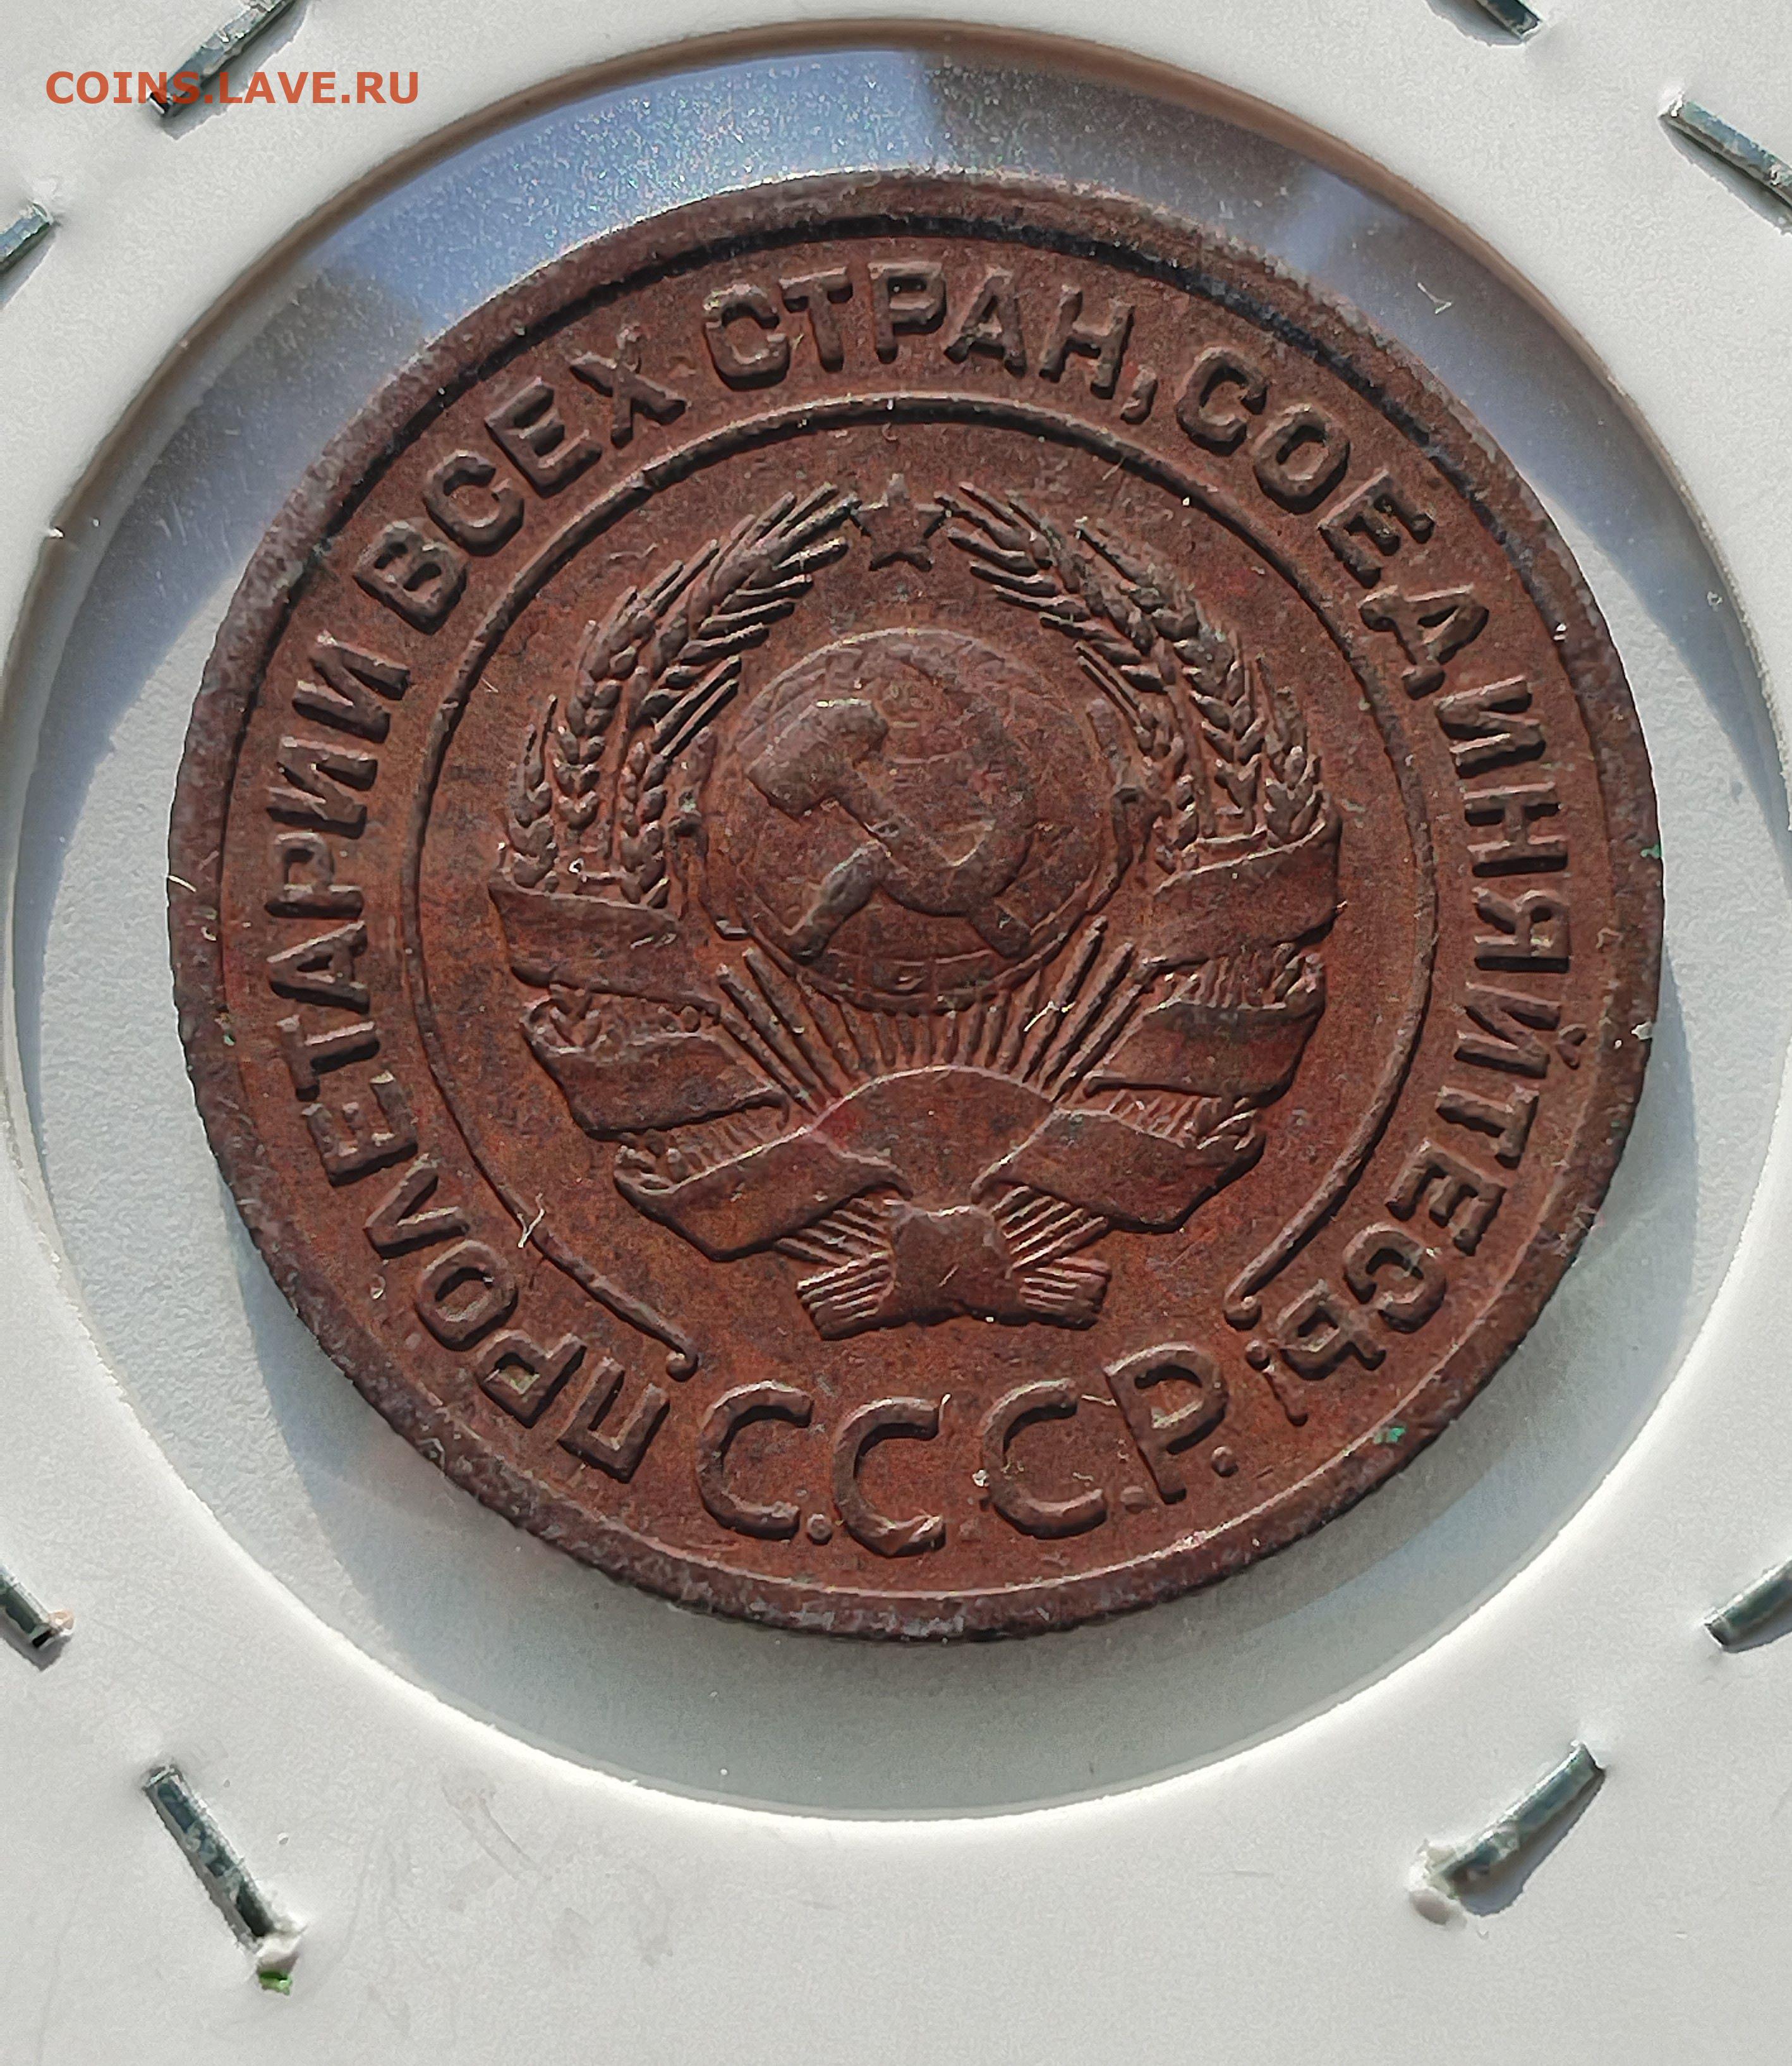 COINS.LAVE.RU
ПРОЛЕТАРИИ ВСЕХ СТРАН, СОЕДИНЯЙТЕСЬ!
С.С.С.Р.